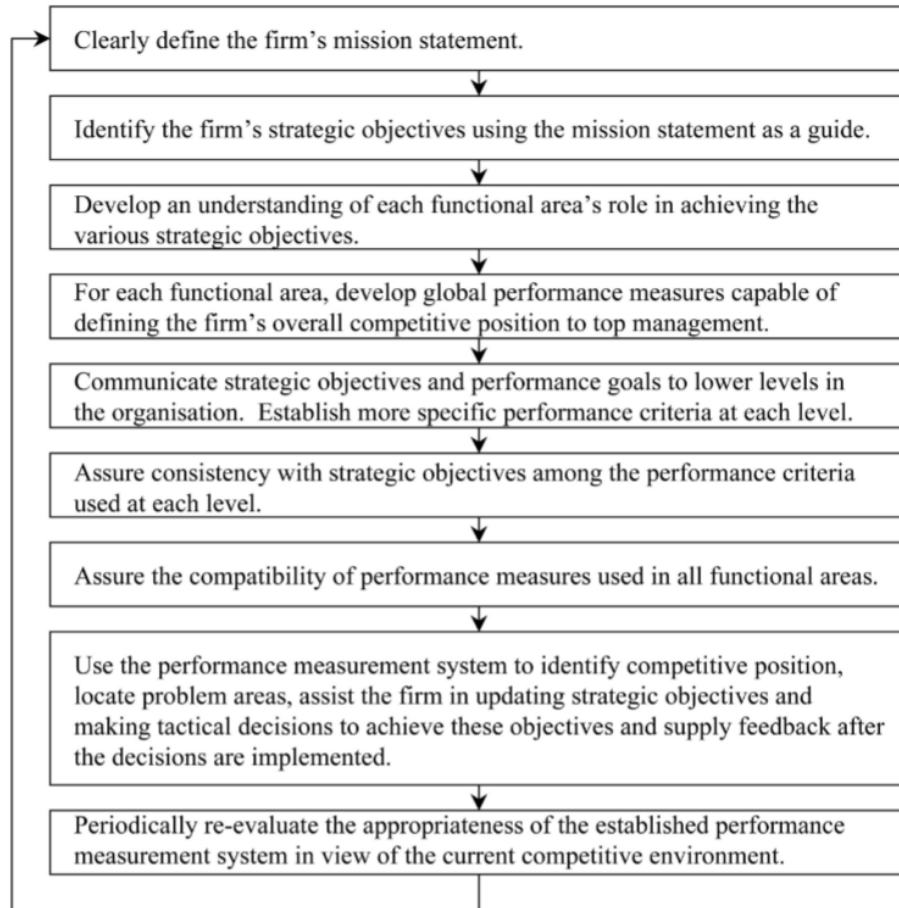 Clearly define the firm's mission statement.
Identify the firm's strategic objectives using the mission statement as a guide.
Develop an understanding of each functional area's role in achieving the
various strategic objectives.
For each functional area, develop global performance measures capable of
defining the firm's overall competitive position to top management.
Communicate strategic objectives and performance goals to lower levels in
the organisation.  Establish more specific performance criteria at each level.
Assure consistency with strategic objectives among the performance criteria
used at each level.
Assure the compatibility of performance measures used in all functional areas.
Use the performance measurement system to identify competitive position,
locate problem areas, assist the firm in updating strategic objectives and
making tactical decisions to achieve these objectives and supply feedback after
the decisions are implemented.
Periodically re-evaluate the appropriateness of the established performance
measurement system in view of the current competitive environment.